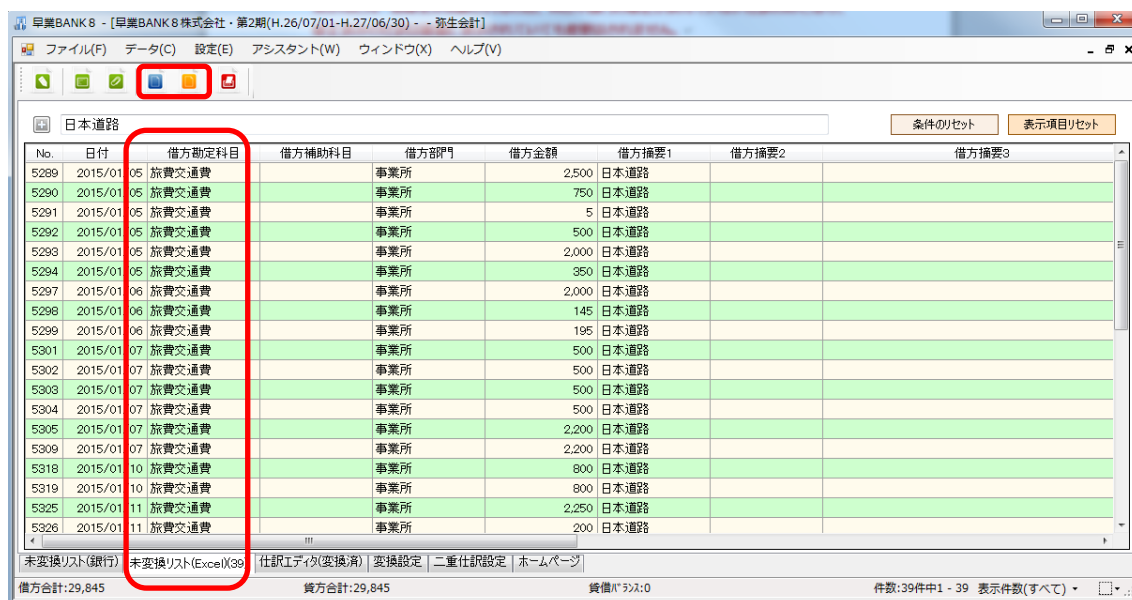 早業BANK８ - [早業BANK８株式会社・第2期(H.26/07/01-H.27/06/30) - - 弥生会計]
ファイル(F) データ(C) 設定(E) アシスタント(W) ウィンドウ(X) ヘルプ(V)
日本道路 条件のリセット 表示項目リセット
No. 日付 借方勘定科目 借方補助科目 借方部門 借方金額 借方摘要1 借方摘要2 借方摘要3
5289 2015/01/05 旅費交通費 事業所 2,500 日本道路
5290 2015/01/05 旅費交通費 事業所 750 日本道路
5291 2015/01/05 旅費交通費 事業所 5 日本道路
5292 2015/01/05 旅費交通費 事業所 500 日本道路
5293 2015/01/05 旅費交通費 事業所 2,000 日本道路
5294 2015/01/05 旅費交通費 事業所 350 日本道路
5297 2015/01/06 旅費交通費 事業所 2,000 日本道路
5298 2015/01/06 旅費交通費 事業所 145 日本道路
5299 2015/01/06 旅費交通費 事業所 195 日本道路
5301 2015/01/07 旅費交通費 事業所 500 日本道路
5302 2015/01/07 旅費交通費 事業所 500 日本道路
5303 2015/01/07 旅費交通費 事業所 500 日本道路
5304 2015/01/07 旅費交通費 事業所 500 日本道路
5305 2015/01/07 旅費交通費 事業所 2,200 日本道路
5309 2015/01/07 旅費交通費 事業所 2,200 日本道路
5318 2015/01/10 旅費交通費 事業所 800 日本道路
5319 2015/01/10 旅費交通費 事業所 800 日本道路
5325 2015/01/11 旅費交通費 事業所 2,250 日本道路
5326 2015/01/11 旅費交通費 事業所 200 日本道路
未変換リスト(銀行) 未変換リスト(Excel)(39 仕訳エディタ(変換済) 変換設定 二重仕訳設定 ホームページ
借方合計:29,845 貸方合計:29,845 貸借バランス:0 件数:39件中1 - 39 表示件数(すべて)